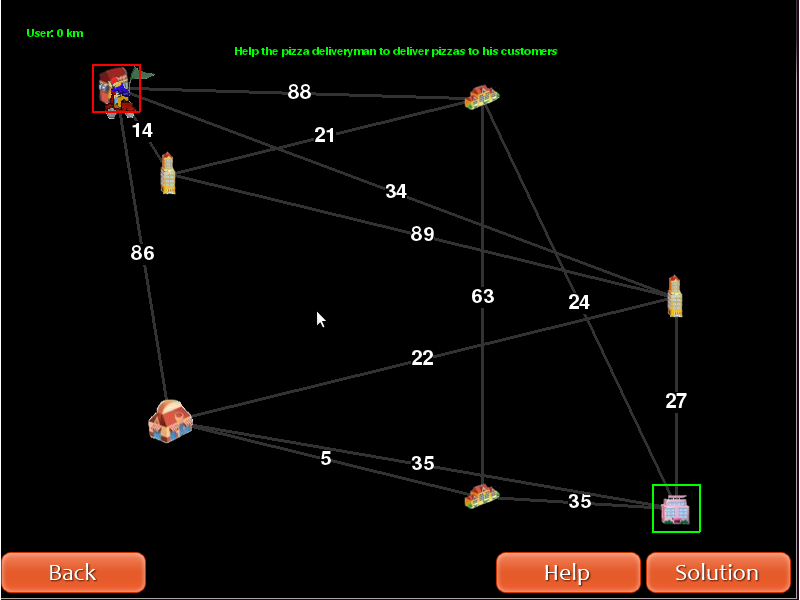 User: 0 km
Help the pizza deliveryman to deliver pizzas to his customers
88
14
21
34
89
86
63
24
22
27
5
35
35
Back
Help
Solution